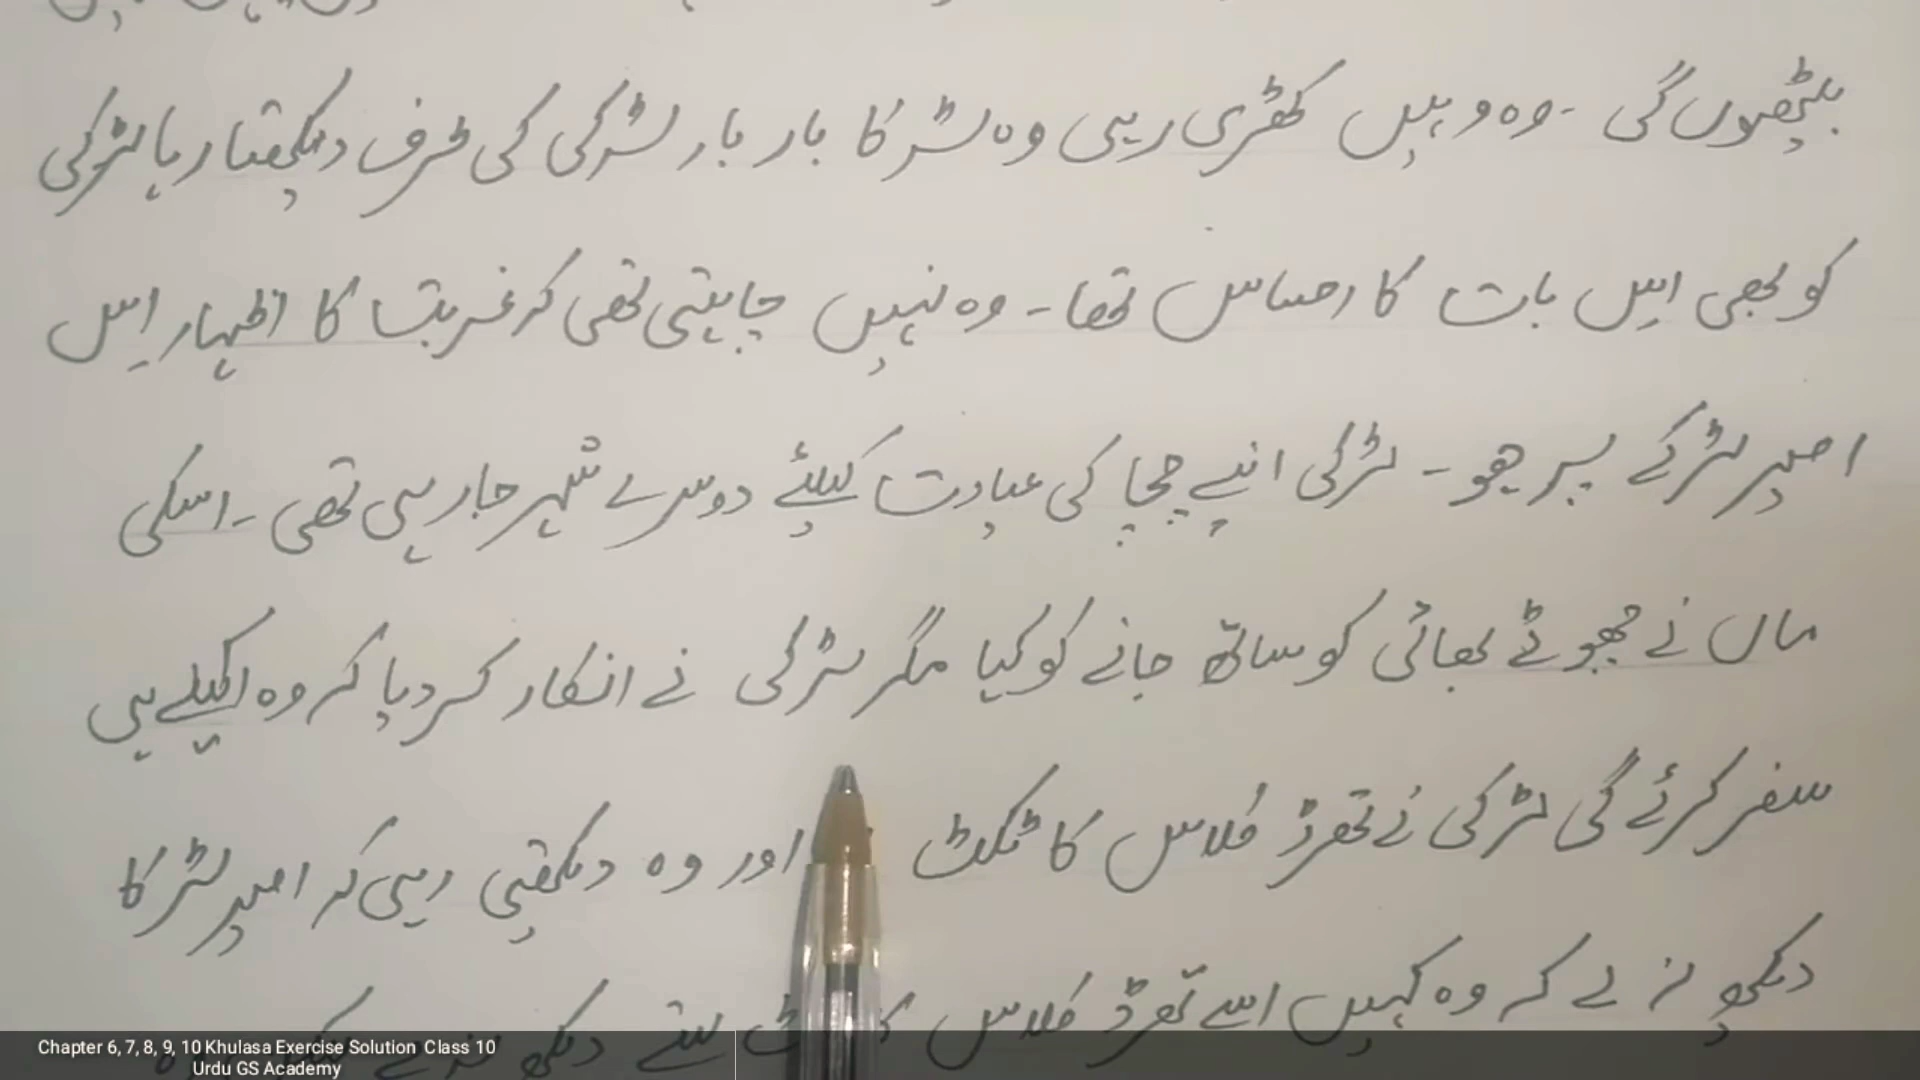 بیٹھوں گی ۔ وہ وہیں کھڑی رہی وہ لڑکا بار بار لڑکی کی طرف دیکھتا رہا لڑکی
کو بھی اِس بات کا احساس تھا ۔ وہ نہیں چاہتی تھی کہ غربت کا اظہار اِس
امیر لڑکے پر ہو ۔ لڑکی اپنے چچا کی عیادت کیلئے دوسرے شہر جا رہی تھی ۔ اسکی
ماں نے چھوٹے بھائی کو ساتھ جانے کو کہا مگر لڑکی نے انکار کر دیا کہ وہ اکیلے ہی
سفر کرئے گی لڑکی نے تھرڈ کلاس کا ٹکٹ اور وہ دیکھتی رہی کہ امیر لڑکا
دیکھ نہ لے کہ وہ کہیں اسے تھرڈ کلاس لیتے دیکھ نہ لے
Chapter 6, 7, 8, 9, 10 Khulasa Exercise Solution Class 10
Urdu GS Academy